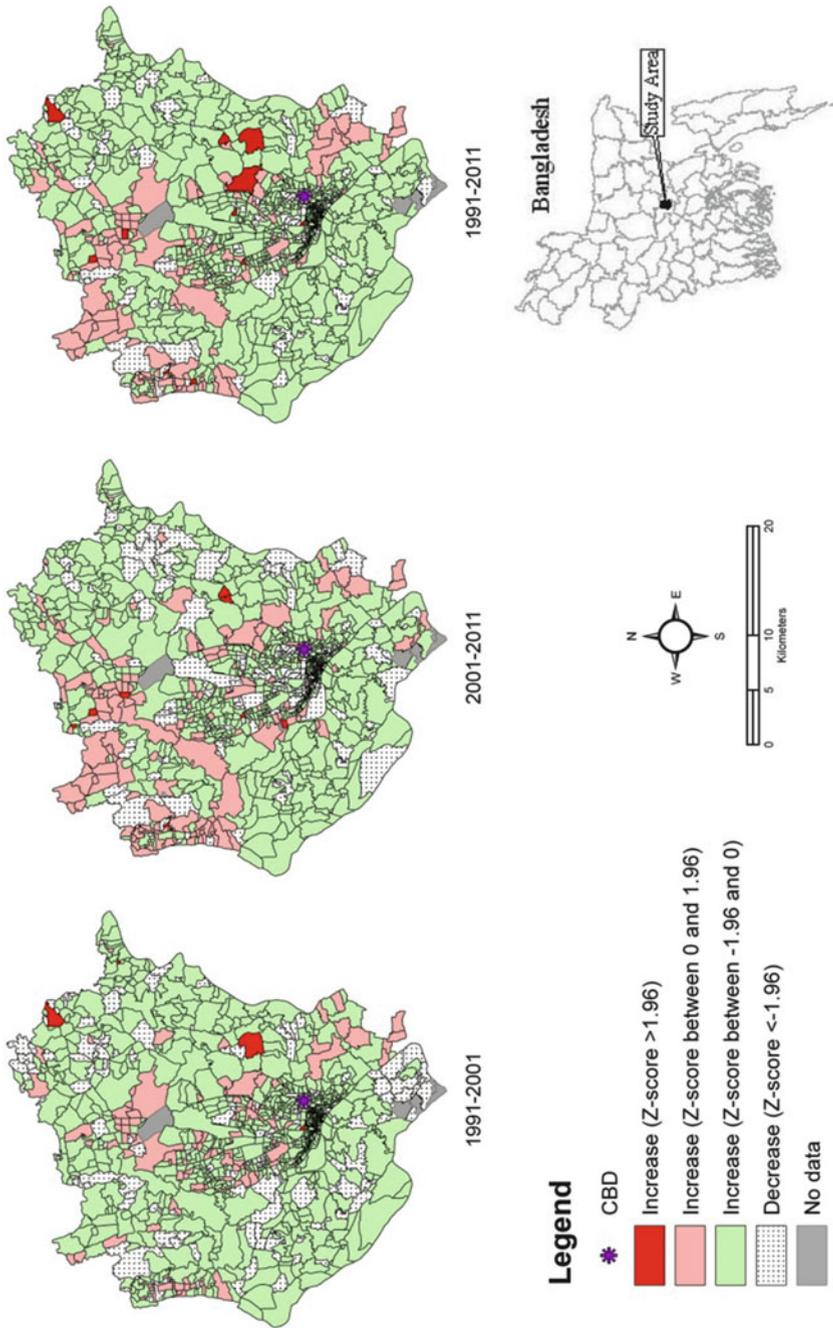 1991-2001
2001-2011
1991-2011
Legend
CBD
Increase (Z-score >1.96)
Increase (Z-score between 0 and 1.96)
Increase (Z-score between -1.96 and 0)
Decrease (Z-score <-1.96)
No data
N
W
E
S
0
5
10
20
Kilometers
Bangladesh
Study Area